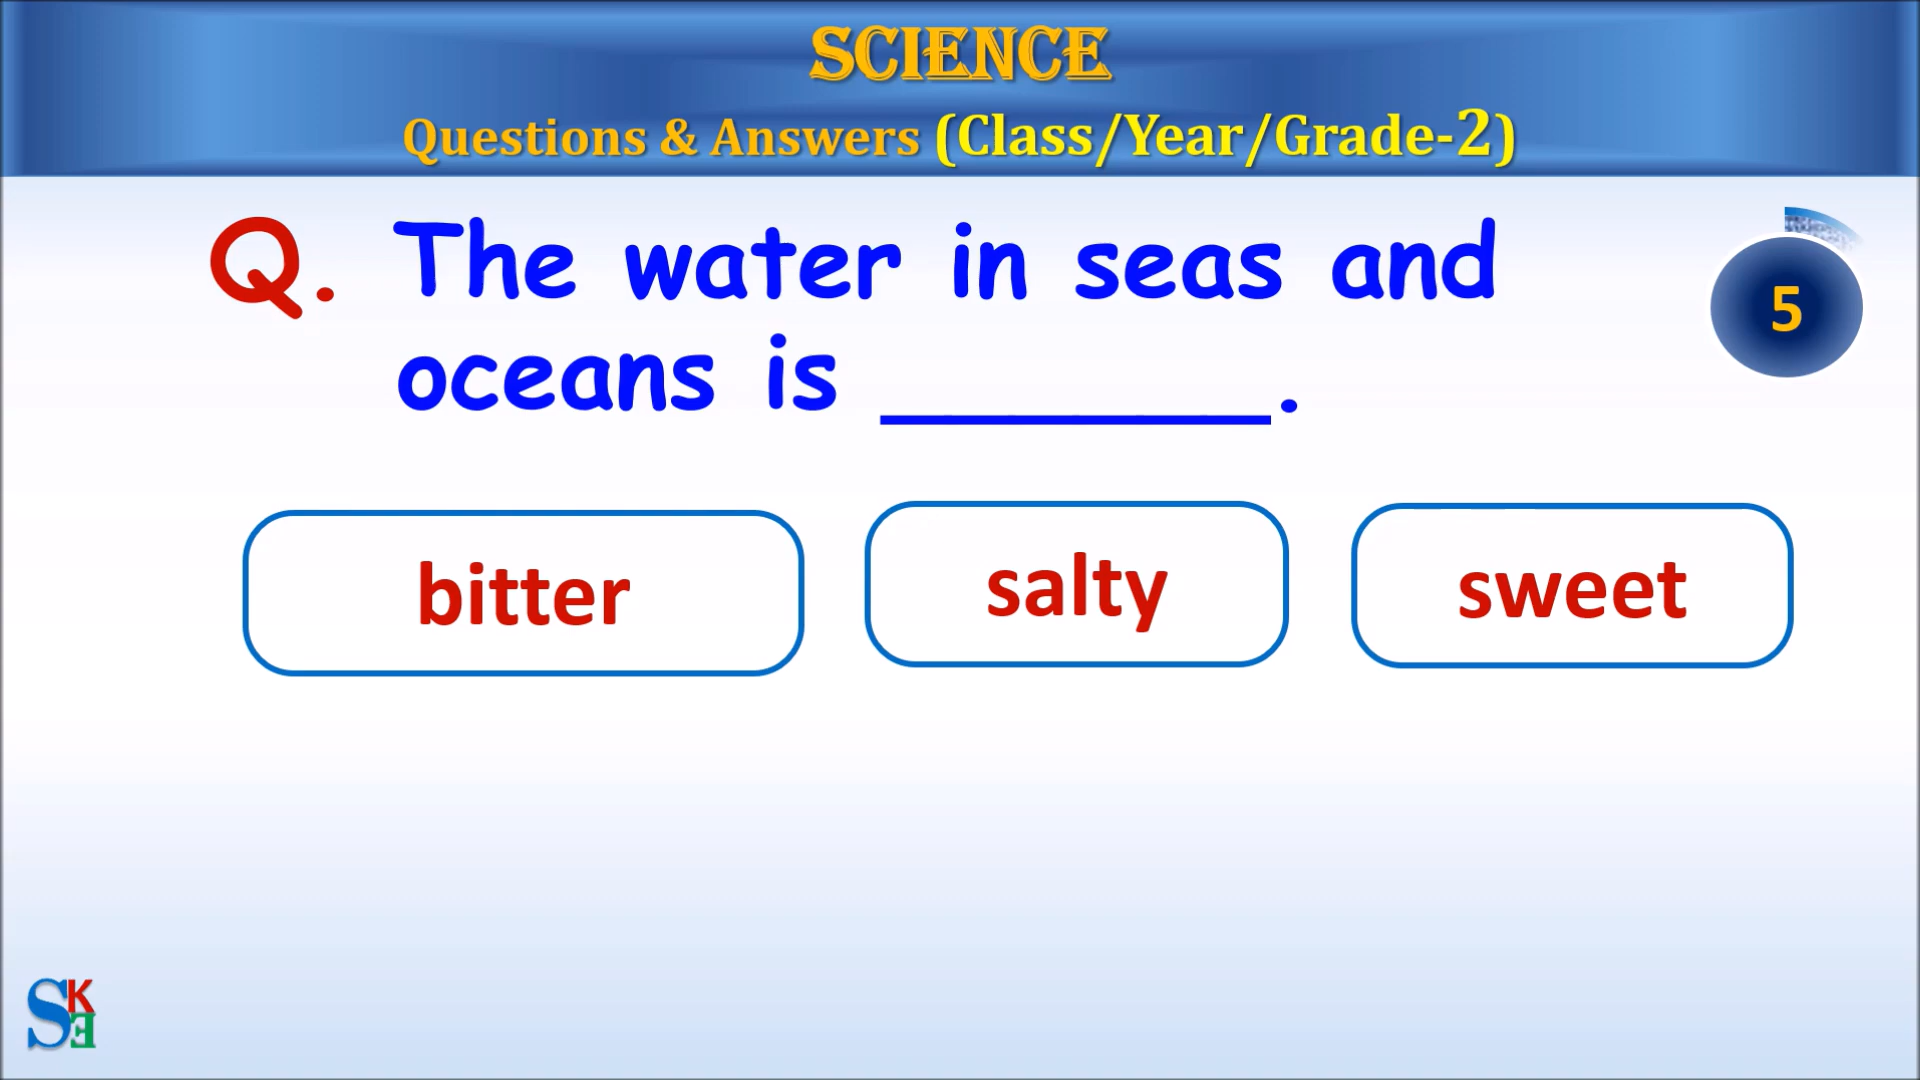 SCIENCE
Questions & Answers (Class/Year/Grade-2)
Q. The water in seas and
oceans is ________.
5
bitter
salty
sweet
SKE